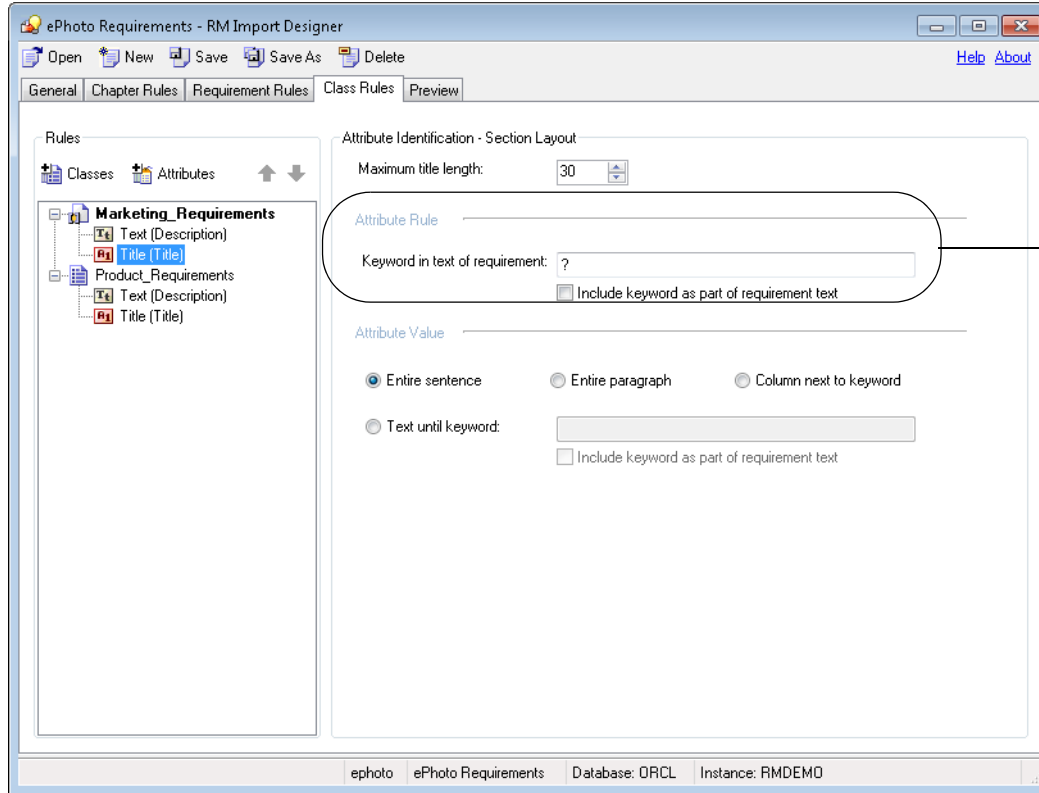 ePhoto Requirements - RM Import Designer
Open New Save Save As Delete Help About
General Chapter Rules Requirement Rules Class Rules Preview
Rules
Classes Attributes
Marketing_Requirements
Text (Description)
Title (Title)
Product_Requirements
Text (Description)
Title (Title)
Attribute Identification - Section Layout
Maximum title length: 30
Attribute Rule
Keyword in text of requirement: ?
Include keyword as part of requirement text
Attribute Value
Entire sentence Entire paragraph Column next to keyword
Text until keyword:
Include keyword as part of requirement text
ephoto ePhoto Requirements Database: ORCL Instance: RMDEMO